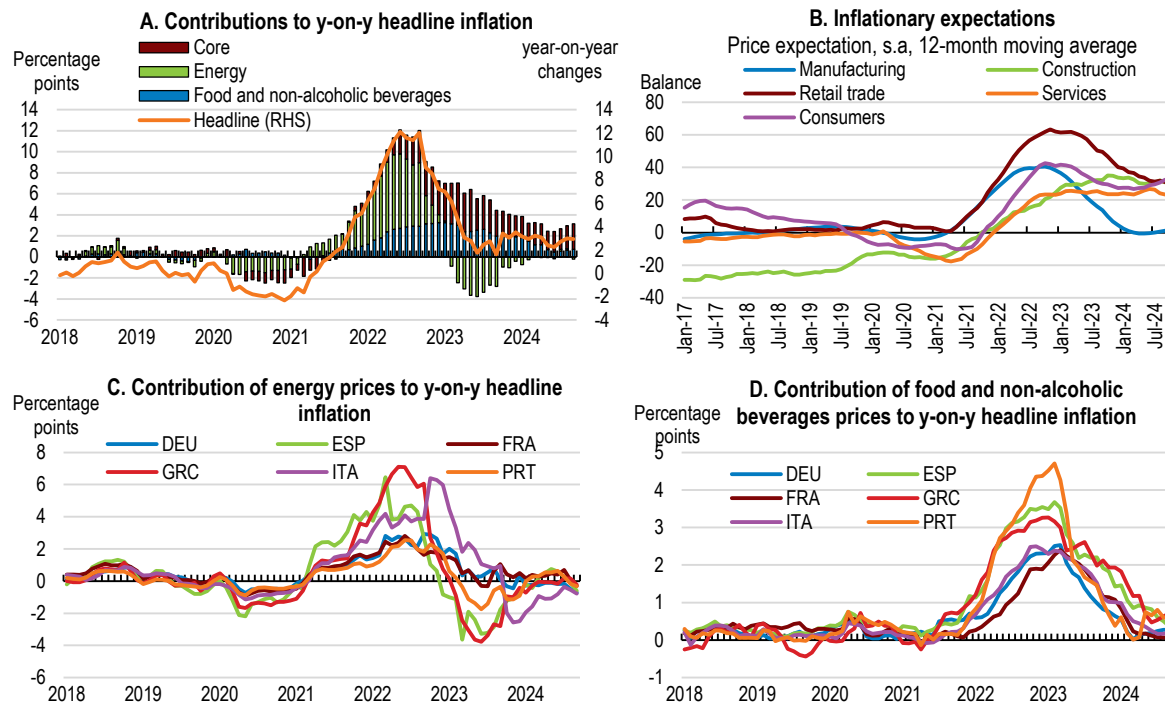 A. Contributions to y-on-y headline inflation
Percentage
points
year-on-year
changes
Core
Energy
Food and non-alcoholic beverages
Headline (RHS)
14
12
10
8
6
4
2
0
-2
-4
-6
14
12
10
8
6
4
2
0
-2
-4
2018
2019
2020
2021
2022
2023
2024
B. Inflationary expectations
Price expectation, s.a, 12-month moving average
Balance
Manufacturing
Construction
Retail trade
Services
Consumers
80
60
40
20
0
-20
-40
Jan-17
Jul-17
Jan-18
Jul-18
Jan-19
Jul-19
Jan-20
Jul-20
Jan-21
Jul-21
Jan-22
Jul-22
Jan-23
Jul-23
Jan-24
Jul-24
C. Contribution of energy prices to y-on-y headline
inflation
Percentage
points
DEU
ESP
FRA
GRC
ITA
PRT
8
6
4
2
0
-2
-4
-6
2018
2019
2020
2021
2022
2023
2024
D. Contribution of food and non-alcoholic
beverages prices to y-on-y headline inflation
Percentage
points
DEU
ESP
FRA
GRC
ITA
PRT
5
4
3
2
1
0
-1
2018
2019
2020
2021
2022
2023
2024